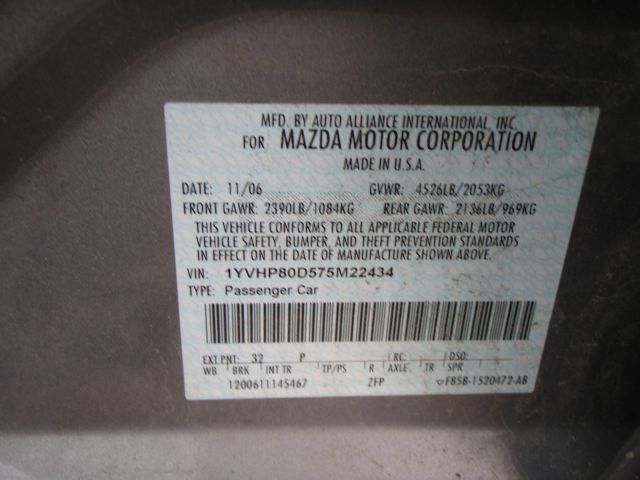 MFD. BY AUTO ALLIANCE INTERNATIONAL, INC.
FOR MAZDA MOTOR CORPORATION
MADE IN U.S.A.
DATE: 11/06 GVWR: 4526LB/2053KG
FRONT GAWR: 2390LB/1084KG REAR GAWR: 2136LB/969KG
THIS VEHICLE CONFORMS TO ALL APPLICABLE FEDERAL MOTOR
VEHICLE SAFETY, BUMPER, AND THEFT PREVENTION STANDARDS
IN EFFECT ON THE DATE OF MANUFACTURE SHOWN ABOVE.
VIN: 1YVHP80D575M22434
TYPE: Passenger Car
EXT PNT: 32 P RC: DSO:
WB BRK INT TR TP/PS R AXLE TR SPR
1200611145467 ZFP F85B-1520472-AB